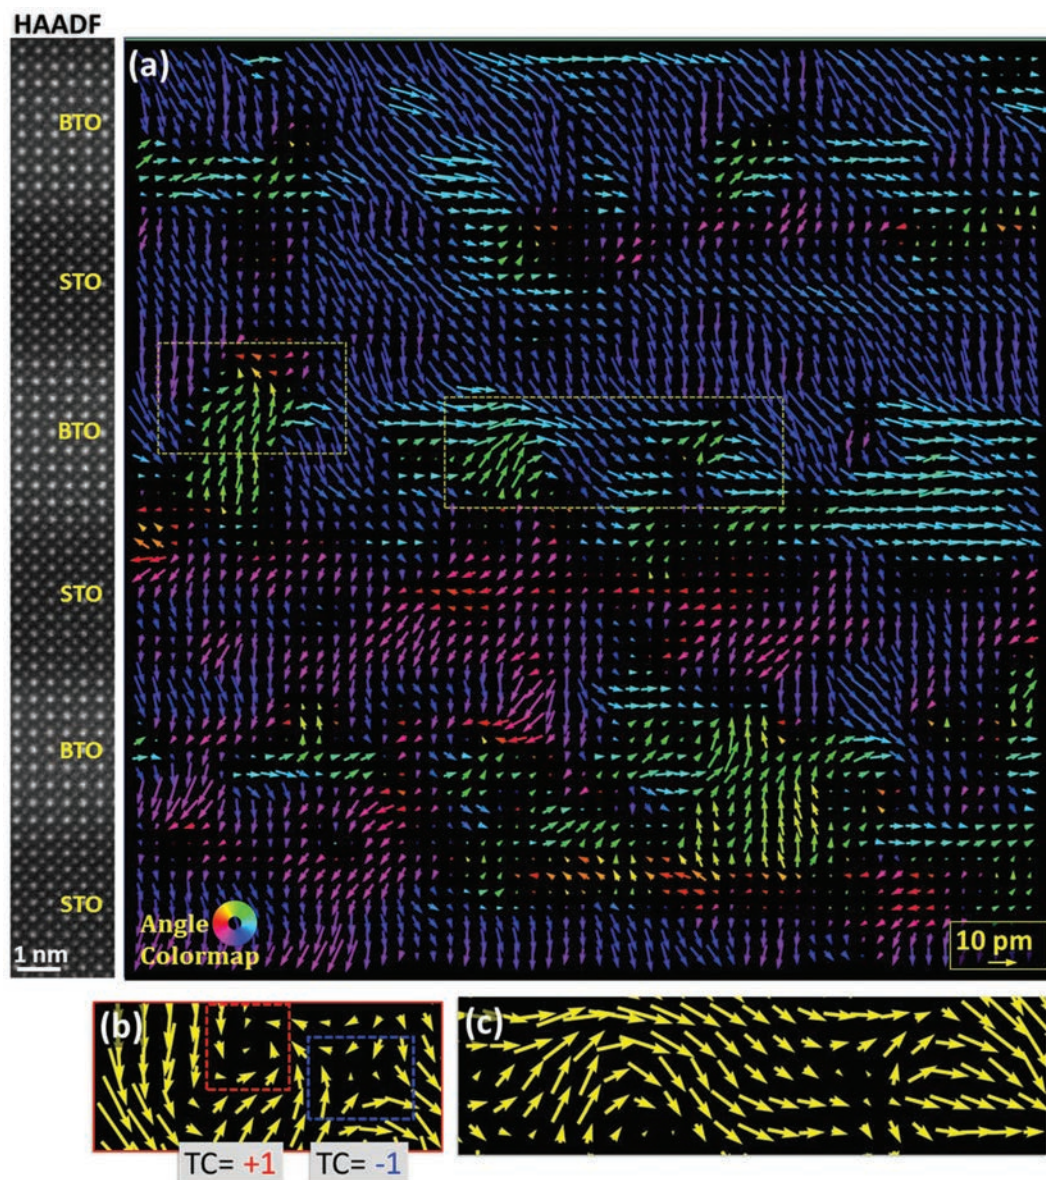 HAADF
(a)
BTO
STO
BTO
STO
BTO
STO
1 nm
Angle
Colormap
10 pm
(b)
(c)
TC= +1
TC= -1